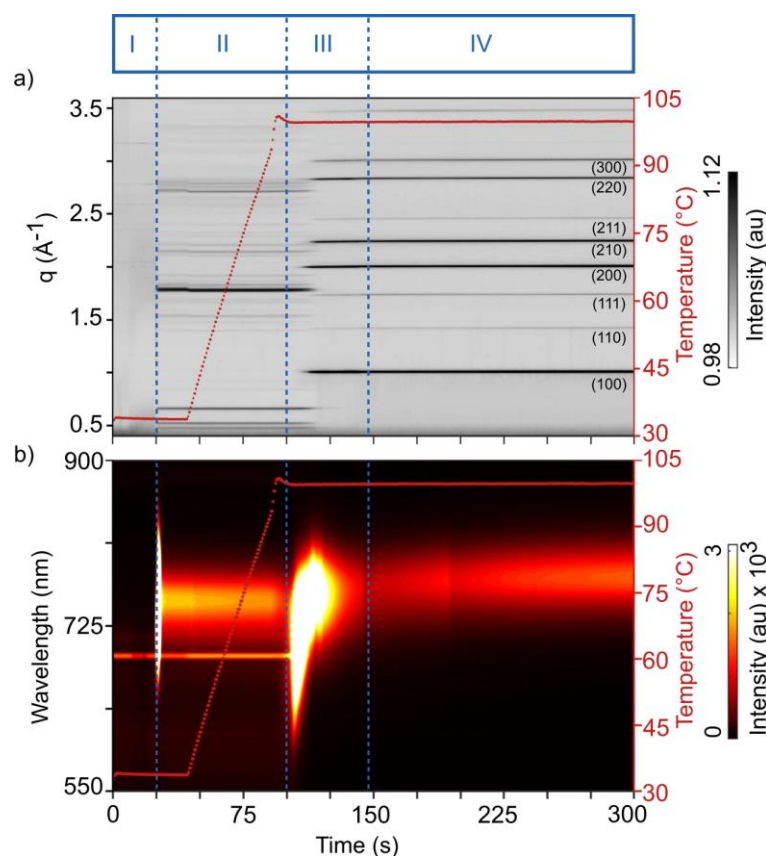 I II III IV
a)
3.5
2.5
1.5
0.5
q (Å⁻¹)
(300)
(220)
(211)
(210)
(200)
(111)
(110)
(100)
105
90
75
60
45
30
Temperature (°C)
1.12
0.98
Intensity (au)
b)
900
725
550
Wavelength (nm)
105
90
75
60
45
30
Temperature (°C)
3
0
Intensity (au) x 10³
0 75 150 225 300
Time (s)